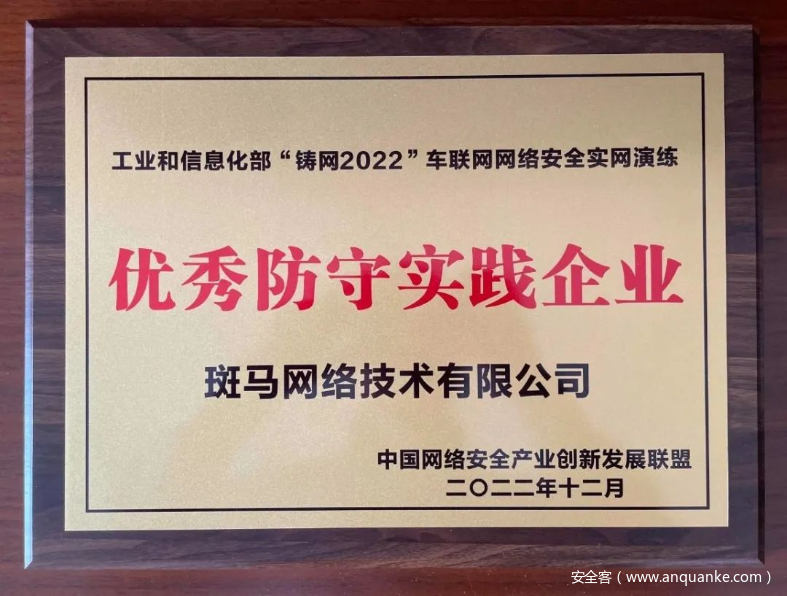 工业和信息化部“铸网2022”车联网网络安全实网演练
优秀防守实践企业
斑马网络技术有限公司
中国网络安全产业创新发展联盟
二〇二二年十二月
安全客（www.anquanke.com）